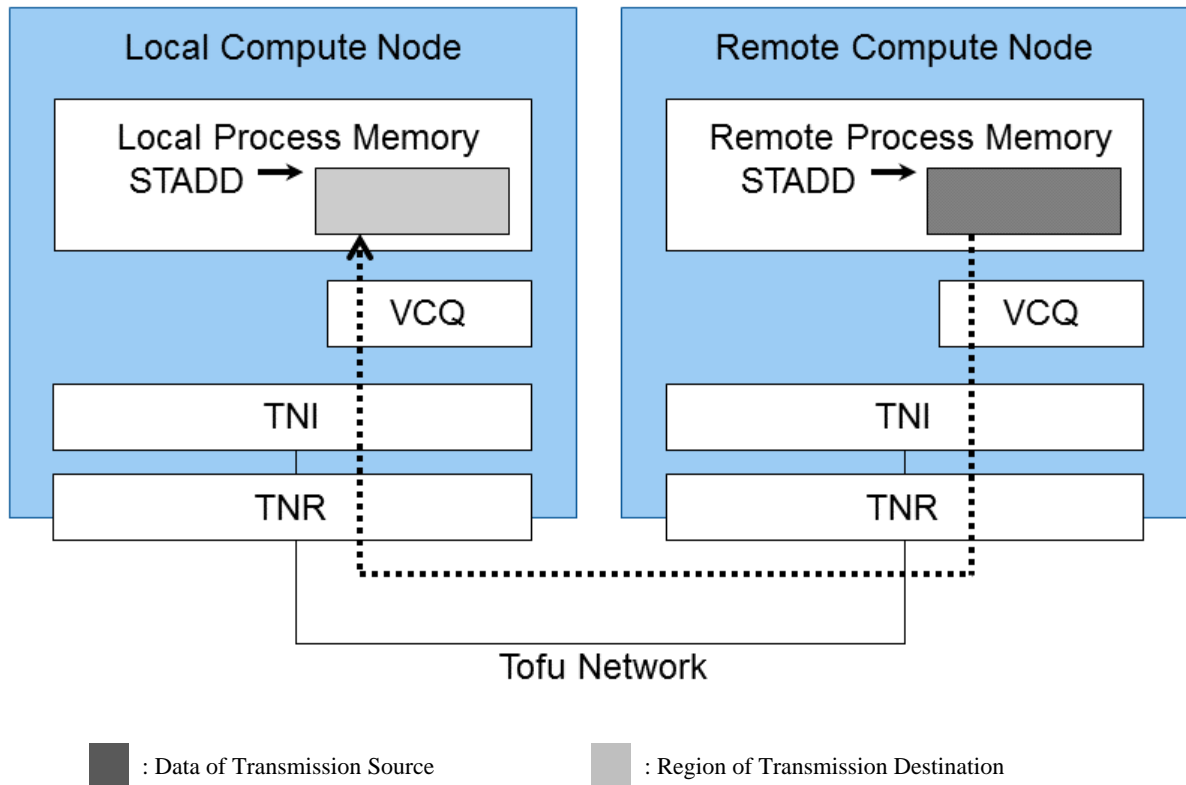 Local Compute Node
Remote Compute Node
Local Process Memory
STADD
Remote Process Memory
STADD
VCQ
VCQ
TNI
TNI
TNR
TNR
Tofu Network
: Data of Transmission Source
: Region of Transmission Destination